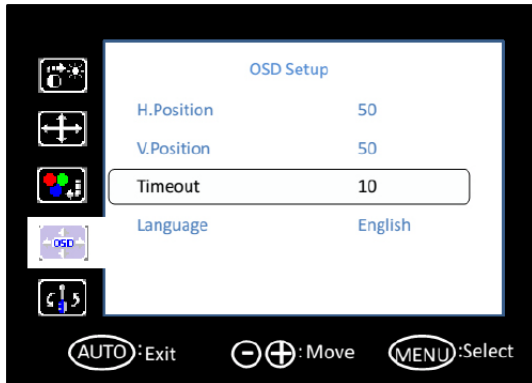 OSD Setup
H.Position 50
V.Position 50
Timeout 10
Language English
OSD
AUTO :Exit - + : Move MENU :Select